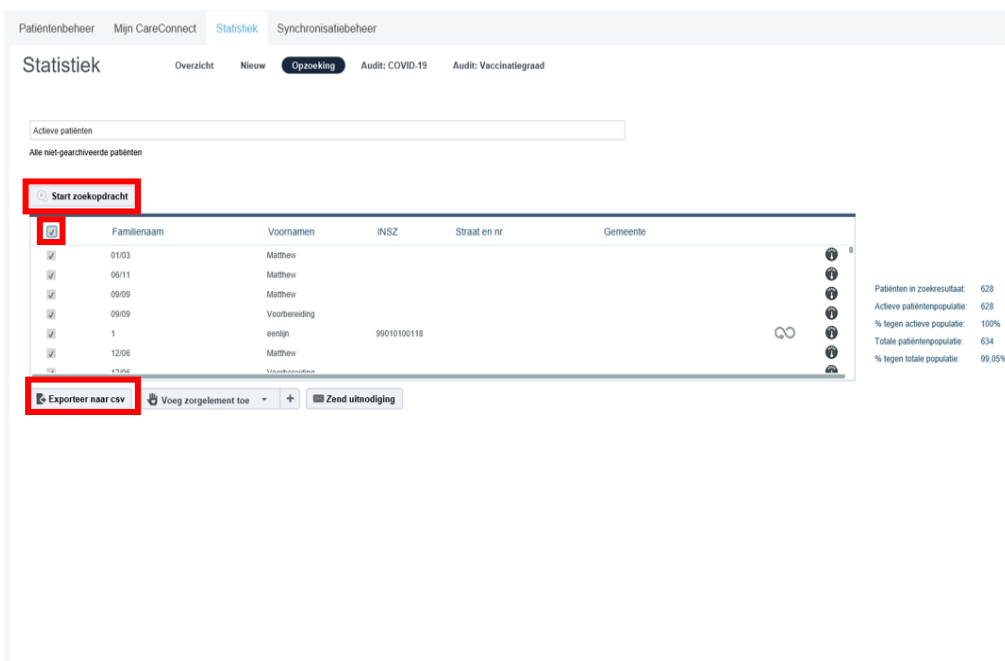 Patiëntenbeheer Mijn CareConnect Statistiek Synchronisatiebeheer
Statistiek Overzicht Nieuw Opzoeking Audit: COVID-19 Audit: Vaccinatiegraad
Actieve patiënten
Alle niet-gearchiveerde patiënten
Start zoekopdracht
Familienaam Voornamen INSZ Straat en nr Gemeente
01/03 Matthew
06/11 Matthew
09/09 Matthew
09/09 Voorbereiding
1 eenlijn 99010100118
12/06 Matthew
12/06 Voorbereiding
Patiënten in zoekresultaat: 628
Actieve patiëntenpopulatie: 628
% tegen actieve populatie: 100%
Totale patiëntenpopulatie: 634
% tegen totale populatie: 99,05%
Exporteer naar csv Voeg zorgelement toe + Zend uitnodiging